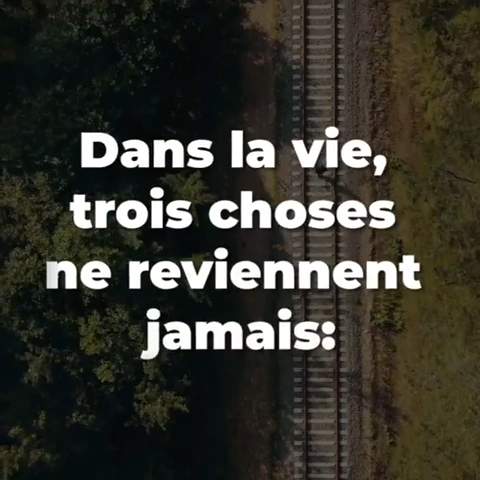 Dans la vie,
trois choses
ne reviennent
jamais: